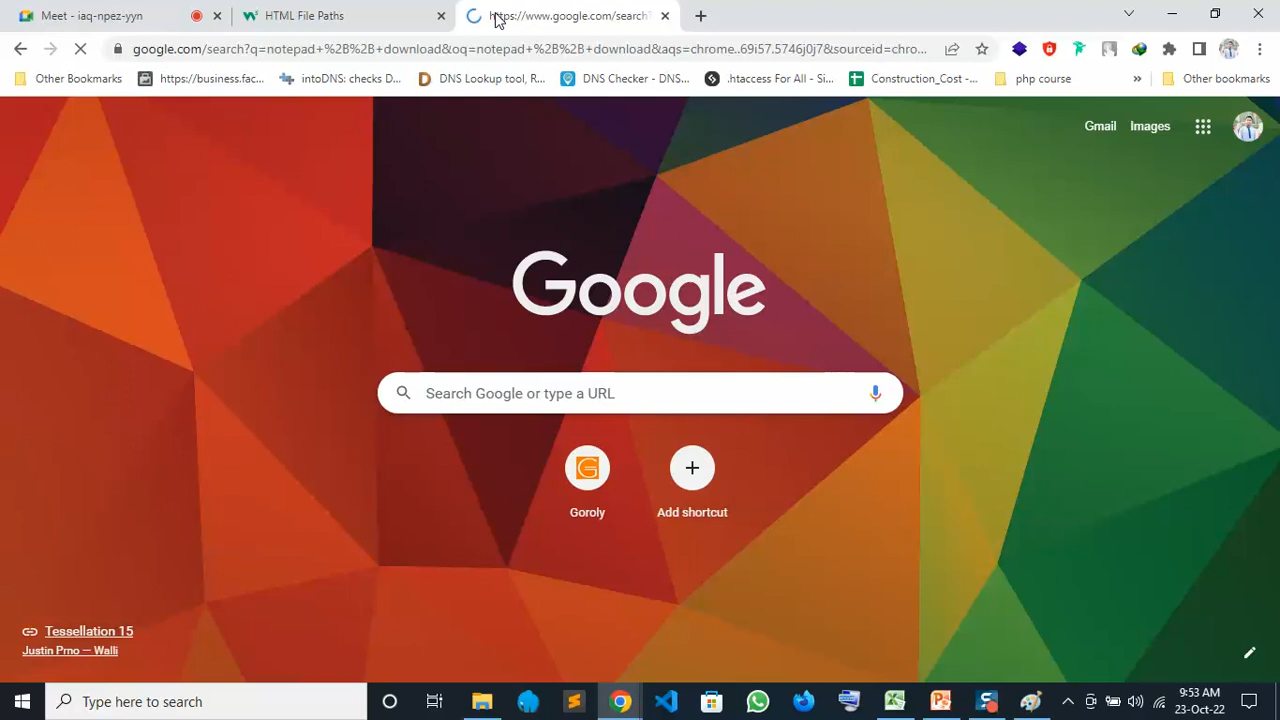 Meet - iaq-npez-yyn
HTML File Paths
https://www.google.com/search?
google.com/search?q=notepad+%2B%2B+download&oq=notepad+%2B%2B+download&aqs=chrome..69i57.5746j0j7&sourceid=chro...
Other Bookmarks
https://business.fac...
intoDNS: checks D...
DNS Lookup tool, R...
DNS Checker - DNS...
.htaccess For All - Si...
Construction_Cost -...
php course
»
Other bookmarks
Gmail
Images
Google
Search Google or type a URL
G
Goroly
Add shortcut
Tessellation 15
Justin Prno — Walli
Type here to search
9:53 AM
23-Oct-22